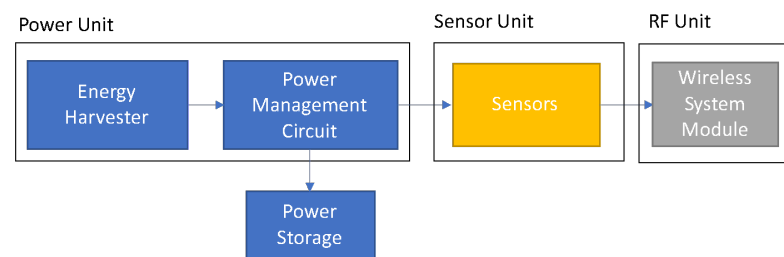 Power Unit
Sensor Unit
RF Unit
Energy
Harvester
Power
Management
Circuit
Sensors
Wireless
System
Module
Power
Storage